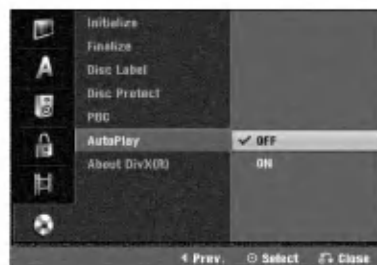 Initialize
Finalize
Disc Label
Disc Protect
PBC
AutoPlay
✓ OFF
About DivX(R)
ON
A
Prev. Select Close